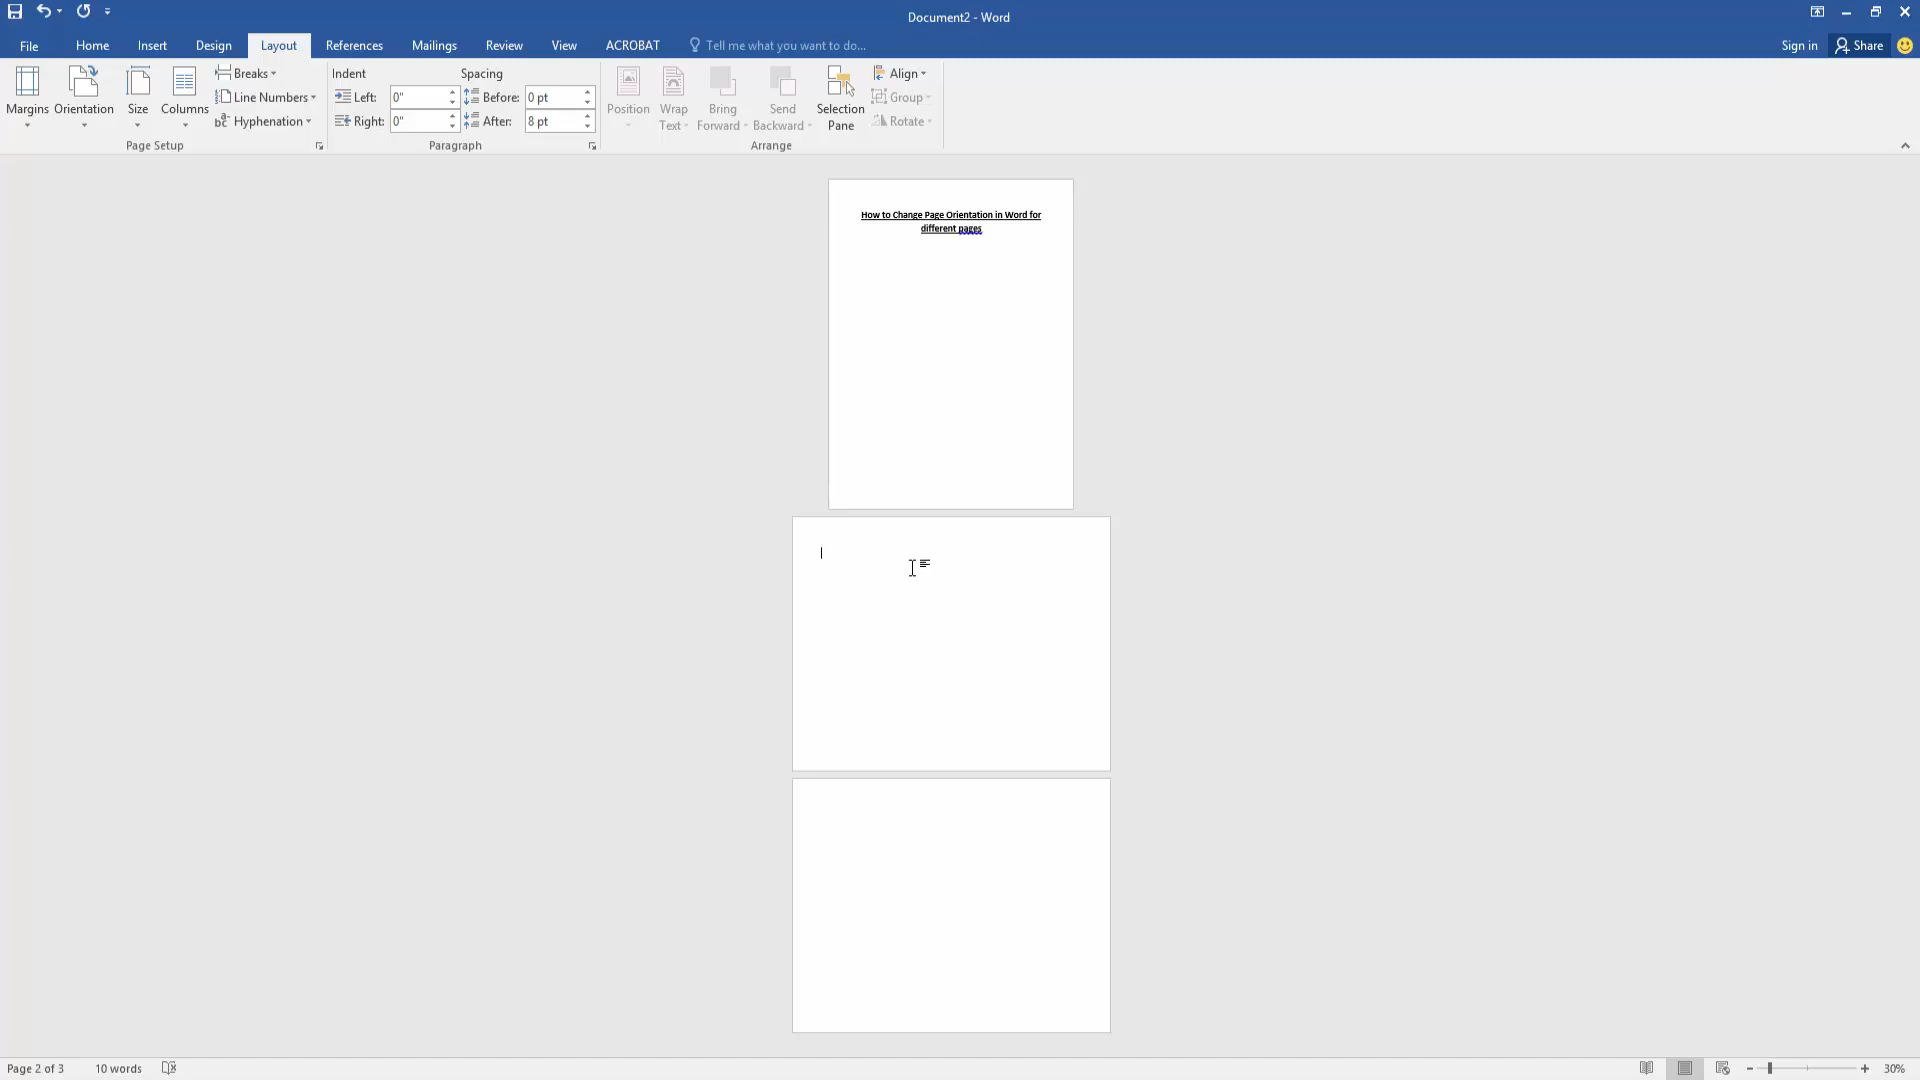 Document2 - Word
File Home Insert Design Layout References Mailings Review View ACROBAT Tell me what you want to do... Sign in Share
Margins Orientation Size Columns
Breaks
Line Numbers
Hyphenation
Page Setup
Indent Spacing
Left: 0" Before: 0 pt
Right: 0" After: 8 pt
Paragraph
Position Wrap Text Bring Forward Send Backward Selection Pane
Align
Group
Rotate
Arrange
How to Change Page Orientation in Word for
different pages
Page 2 of 3 10 words 30%